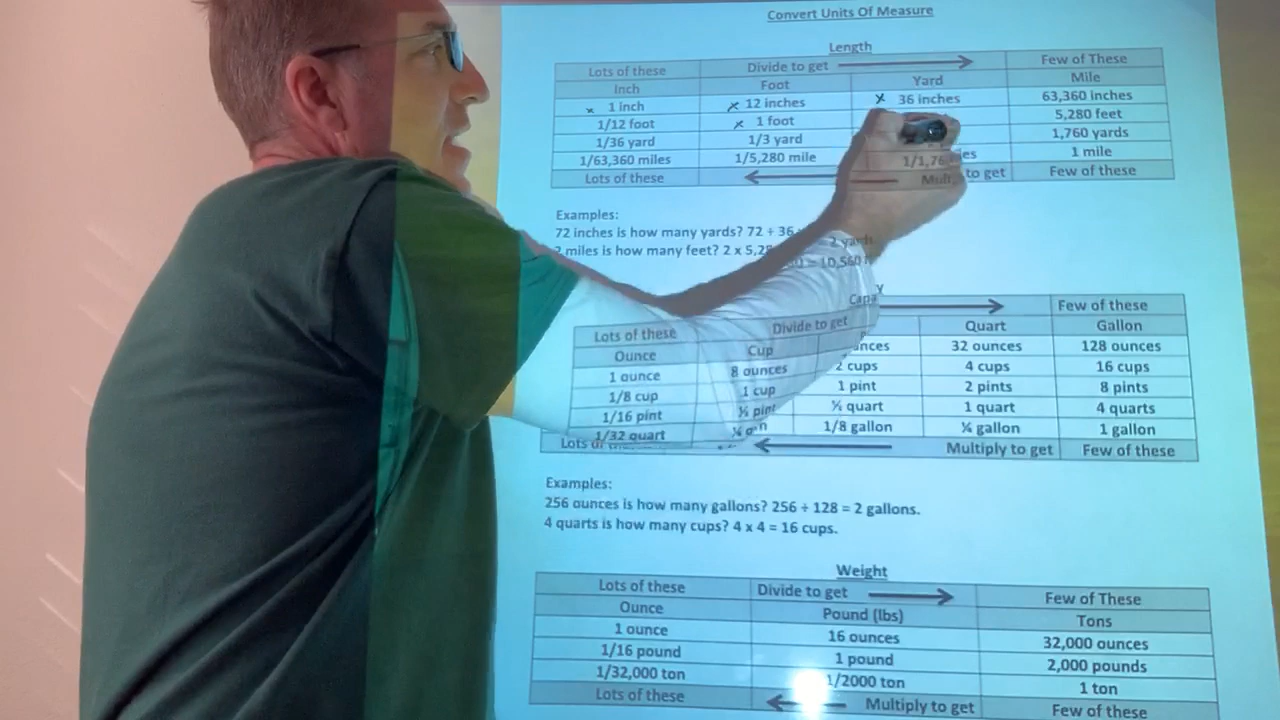 Convert Units Of Measure
Length
Lots of these Divide to get Few of These
Inch Foot Yard Mile
x 1 inch x 12 inches x 36 inches 63,360 inches
1/12 foot x 1 foot 5,280 feet
1/36 yard 1/3 yard 1,760 yards
1/63,360 miles 1/5,280 mile 1 mile
Lots of these to get Few of these
Examples:
72 inches is how many yards? 72 ÷ 36 2 yards
2 miles is how many feet? 2 x 5,28 = 10,560
Lots of these Divide to get Few of these
Ounce Cup Quart Gallon
1 ounce 8 ounces 32 ounces 128 ounces
1/8 cup 1 cup 2 cups 4 cups 16 cups
1/16 pint ½ pint 1 pint 2 pints 8 pints
1/32 quart ½ quart 1 quart 4 quarts
1/8 gallon ¼ gallon 1 gallon
Lots Multiply to get Few of these
Examples:
256 ounces is how many gallons? 256 ÷ 128 = 2 gallons.
4 quarts is how many cups? 4 x 4 = 16 cups.
Weight
Lots of these Divide to get Few of These
Ounce Pound (lbs) Tons
1 ounce 16 ounces 32,000 ounces
1/16 pound 1 pound 2,000 pounds
1/32,000 ton 1/2000 ton 1 ton
Lots of these Multiply to get Few of these